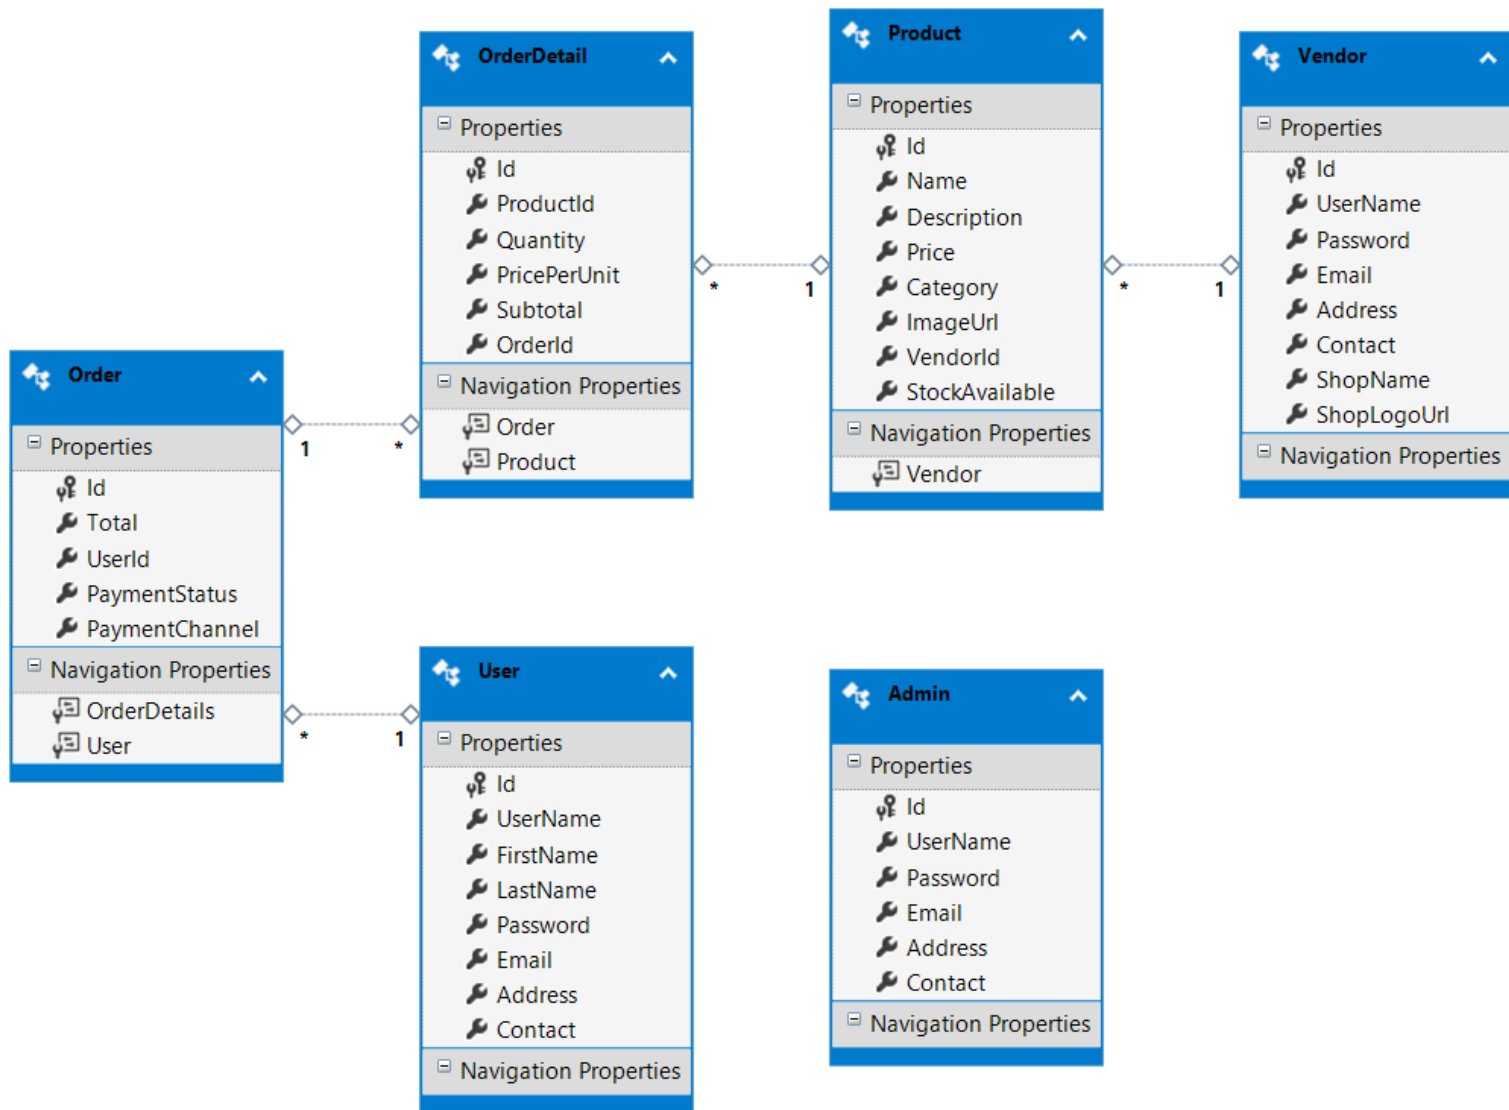 OrderDetail
Properties
Id
ProductId
Quantity
PricePerUnit
Subtotal
OrderId
Navigation Properties
Order
Product
* 1
Product
Properties
Id
Name
Description
Price
Category
ImageUrl
VendorId
StockAvailable
Navigation Properties
Vendor
* 1
Vendor
Properties
Id
UserName
Password
Email
Address
Contact
ShopName
ShopLogoUrl
Navigation Properties
Order
Properties
Id
Total
UserId
PaymentStatus
PaymentChannel
Navigation Properties
OrderDetails
User
1 *
* 1
User
Properties
Id
UserName
FirstName
LastName
Password
Email
Address
Contact
Navigation Properties
Admin
Properties
Id
UserName
Password
Email
Address
Contact
Navigation Properties